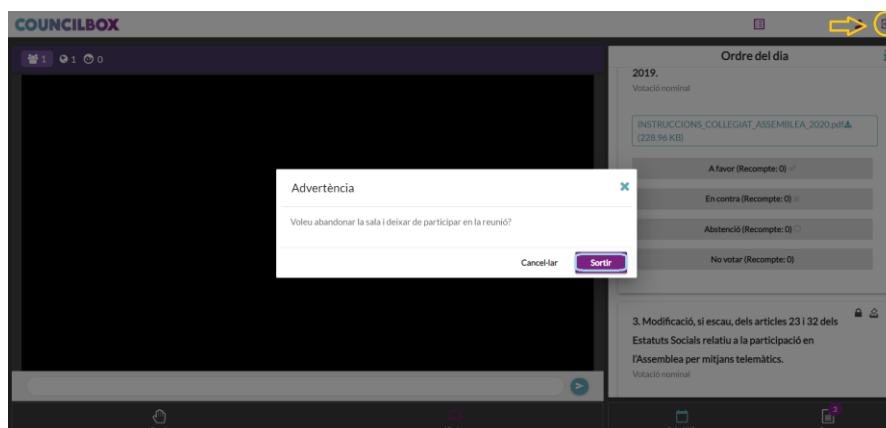 COUNCILBOX
1 1 0
Ordre del dia
2019.
Votació nominal
INSTRUCCIONS_COLLEGIAT_ASSEMBLEA_2020.pdf
(228.96 KB)
A favor (Recompte: 0)
En contra (Recompte: 0)
Abstenció (Recompte: 0)
No votar (Recompte: 0)
Advertència
Voleu abandonar la sala i deixar de participar en la reunió?
Cancel·lar
Sortir
3. Modificació, si escau, dels articles 23 i 32 dels
Estatuts Socials relatiu a la participació en
l'Assemblea per mitjans telemàtics.
Votació nominal
3